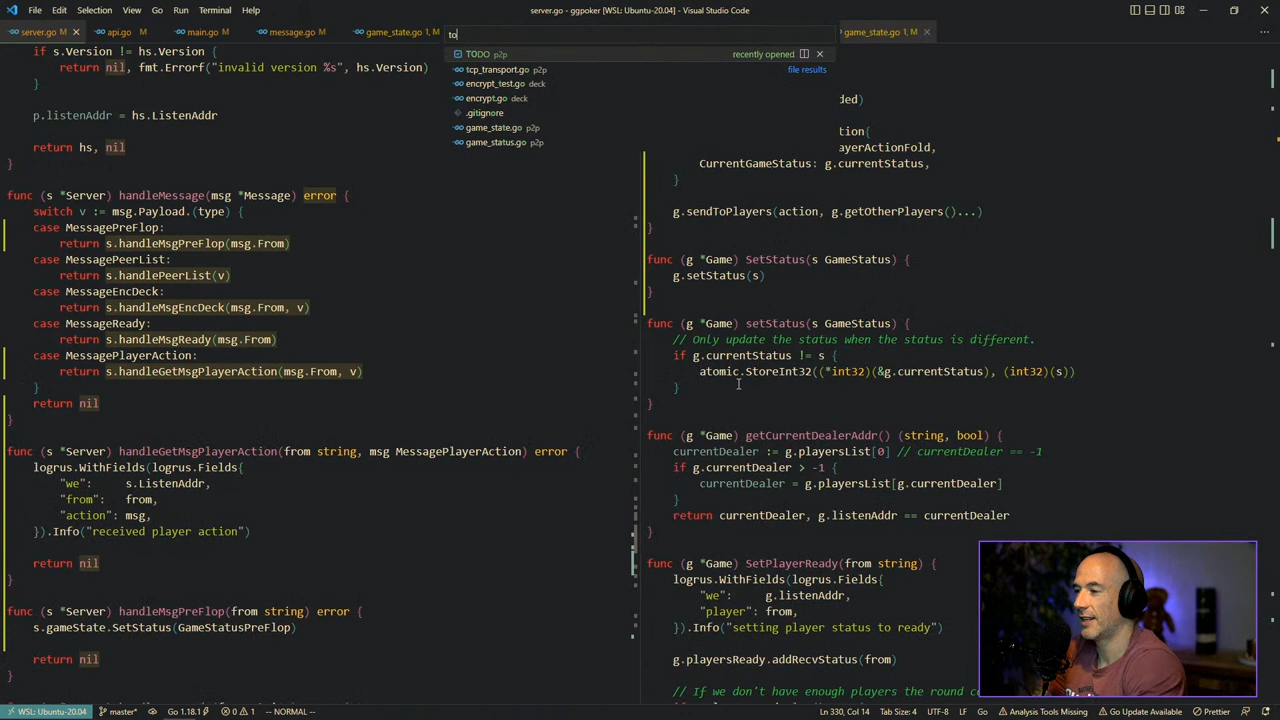 File Edit Selection View Go Run Terminal Help
server.go - ggpoker [WSL: Ubuntu-20.04] - Visual Studio Code
server.go M
api.go M
main.go M
message.go M
game_state.go 1, M
game_state.go 1, M
to
TODO p2p recently opened
tcp_transport.go p2p file results
encrypt_test.go deck
encrypt.go deck
.gitignore
game_state.go p2p
game_status.go p2p
if s.Version != hs.Version {
return nil, fmt.Errorf("invalid version %s", hs.Version)
}
p.listenAddr = hs.ListenAddr
return hs, nil
}
func (s *Server) handleMessage(msg *Message) error {
switch v := msg.Payload.(type) {
case MessagePreFlop:
return s.handleMsgPreFlop(msg.From)
case MessagePeerList:
return s.handlePeerList(v)
case MessageEncDeck:
return s.handleMsgEncDeck(msg.From, v)
case MessageReady:
return s.handleMsgReady(msg.From)
case MessagePlayerAction:
return s.handleGetMsgPlayerAction(msg.From, v)
}
return nil
}
func (s *Server) handleGetMsgPlayerAction(from string, msg MessagePlayerAction) error {
logrus.WithFields(logrus.Fields{
"we": s.ListenAddr,
"from": from,
"action": msg,
}).Info("received player action")
return nil
}
func (s *Server) handleMsgPreFlop(from string) error {
s.gameState.SetStatus(GameStatusPreFlop)
return nil
}
ded)
tion{
yerActionFold,
CurrentGameStatus: g.currentStatus,
}
g.sendToPlayers(action, g.getOtherPlayers()...)
}
func (g *Game) SetStatus(s GameStatus) {
g.setStatus(s)
}
func (g *Game) setStatus(s GameStatus) {
// Only update the status when the status is different.
if g.currentStatus != s {
atomic.StoreInt32((*int32)(&g.currentStatus), (int32)(s))
}
}
func (g *Game) getCurrentDealerAddr() (string, bool) {
currentDealer := g.playersList[0] // currentDealer == -1
if g.currentDealer > -1 {
currentDealer = g.playersList[g.currentDealer]
}
return currentDealer, g.listenAddr == currentDealer
}
func (g *Game) SetPlayerReady(from string) {
logrus.WithFields(logrus.Fields{
"we": g.listenAddr,
"player": from,
}).Info("setting player status to ready")
g.playersReady.addRecvStatus(from)
// If we don't have enough players the round c
WSL: Ubuntu-20.04 master* Go 1.18.1 0 1 -- NORMAL -- Ln 330, Col 14 Tab Size: 4 UTF-8 LF Go Analysis Tools Missing Go Update Available Prettier